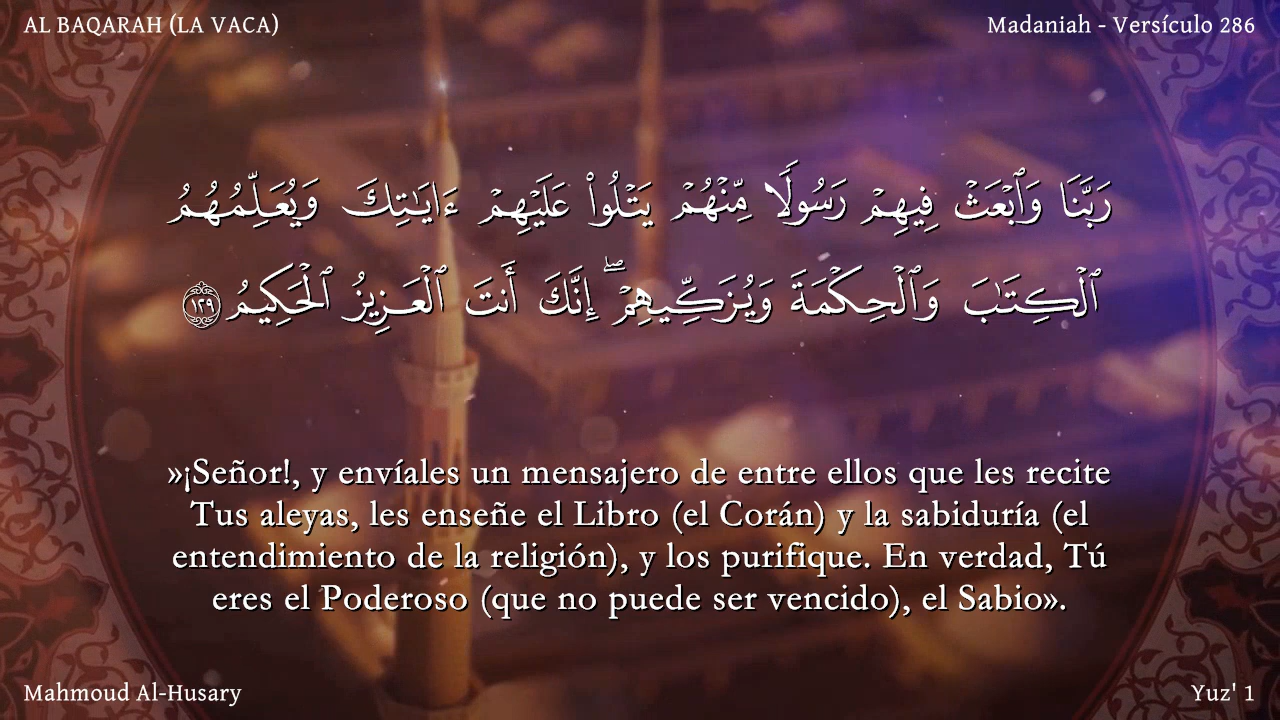 AL BAQARAH (LA VACA)
Madaniah - Versículo 286
رَبَّنَا وَٱبْعَثْ فِيهِمْ رَسُولًا مِّنْهُمْ يَتْلُوا۟ عَلَيْهِمْ ءَايَـٰتِكَ وَيُعَلِّمُهُمُ
ٱلْكِتَـٰبَ وَٱلْحِكْمَةَ وَيُزَكِّيهِمْ ۖ إِنَّكَ أَنتَ ٱلْعَزِيزُ ٱلْحَكِيمُ ١٢٩
»¡Señor!, y envíales un mensajero de entre ellos que les recite
Tus aleyas, les enseñe el Libro (el Corán) y la sabiduría (el
entendimiento de la religión), y los purifique. En verdad, Tú
eres el Poderoso (que no puede ser vencido), el Sabio».
Mahmoud Al-Husary
Yuz' 1